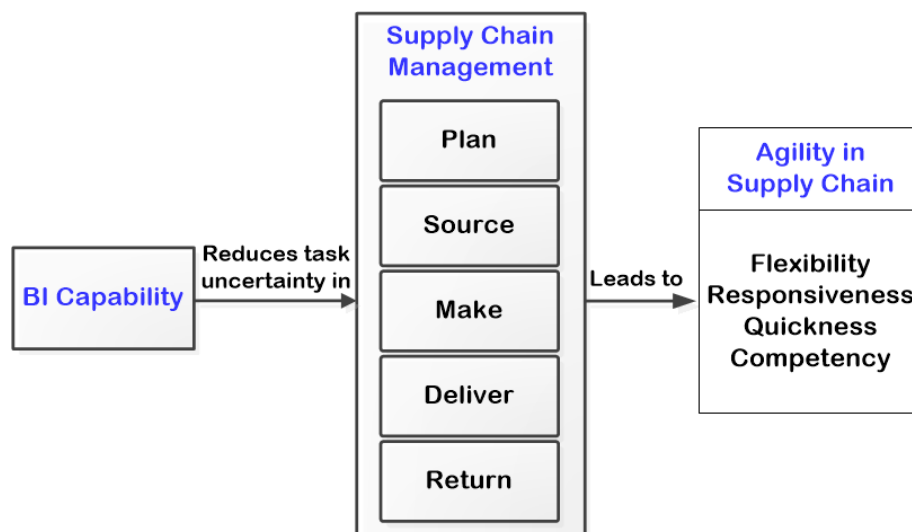 BI Capability
Reduces task
uncertainty in
Supply Chain
Management
Plan
Source
Make
Deliver
Return
Leads to
Agility in
Supply Chain
Flexibility
Responsiveness
Quickness
Competency